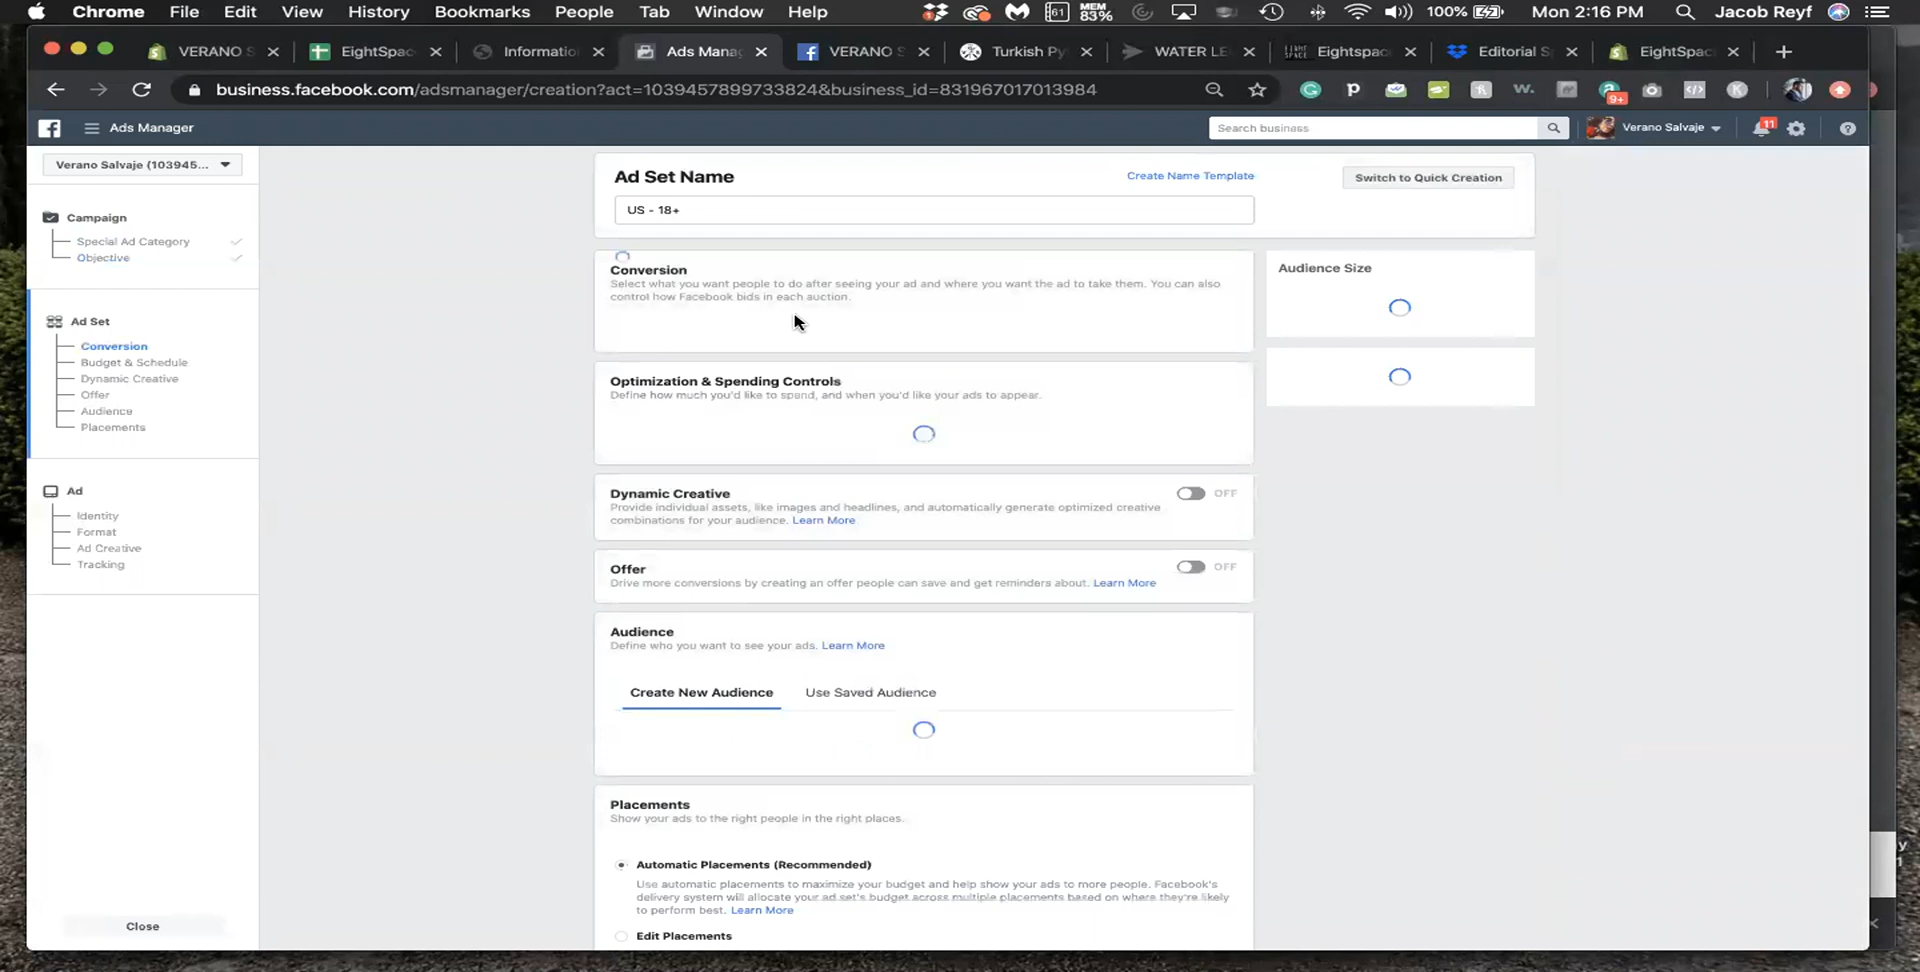 Chrome File Edit View History Bookmarks People Tab Window Help 61 MEM 83% 100% Mon 2:16 PM Jacob Reyf
VERANO S EightSpac Informatio Ads Manag VERANO S Turkish Py WATER LE Eightspac Editorial S EightSpac
business.facebook.com/adsmanager/creation?act=1039457899733824&business_id=831967017013984
Ads Manager Search business Verano Salvaje 11
Verano Salvaje (103945...
Campaign
Special Ad Category
Objective
Ad Set
Conversion
Budget & Schedule
Dynamic Creative
Offer
Audience
Placements
Ad
Identity
Format
Ad Creative
Tracking
Close
Ad Set Name
Create Name Template
Switch to Quick Creation
US - 18+
Conversion
Select what you want people to do after seeing your ad and where you want the ad to take them. You can also
control how Facebook bids in each auction.
Audience Size
Optimization & Spending Controls
Define how much you'd like to spend, and when you'd like your ads to appear.
Dynamic Creative
OFF
Provide individual assets, like images and headlines, and automatically generate optimized creative
combinations for your audience. Learn More
Offer
OFF
Drive more conversions by creating an offer people can save and get reminders about. Learn More
Audience
Define who you want to see your ads. Learn More
Create New Audience Use Saved Audience
Placements
Show your ads to the right people in the right places.
Automatic Placements (Recommended)
Use automatic placements to maximize your budget and help show your ads to more people. Facebook's
delivery system will allocate your ad set's budget across multiple placements based on where they're likely
to perform best. Learn More
Edit Placements